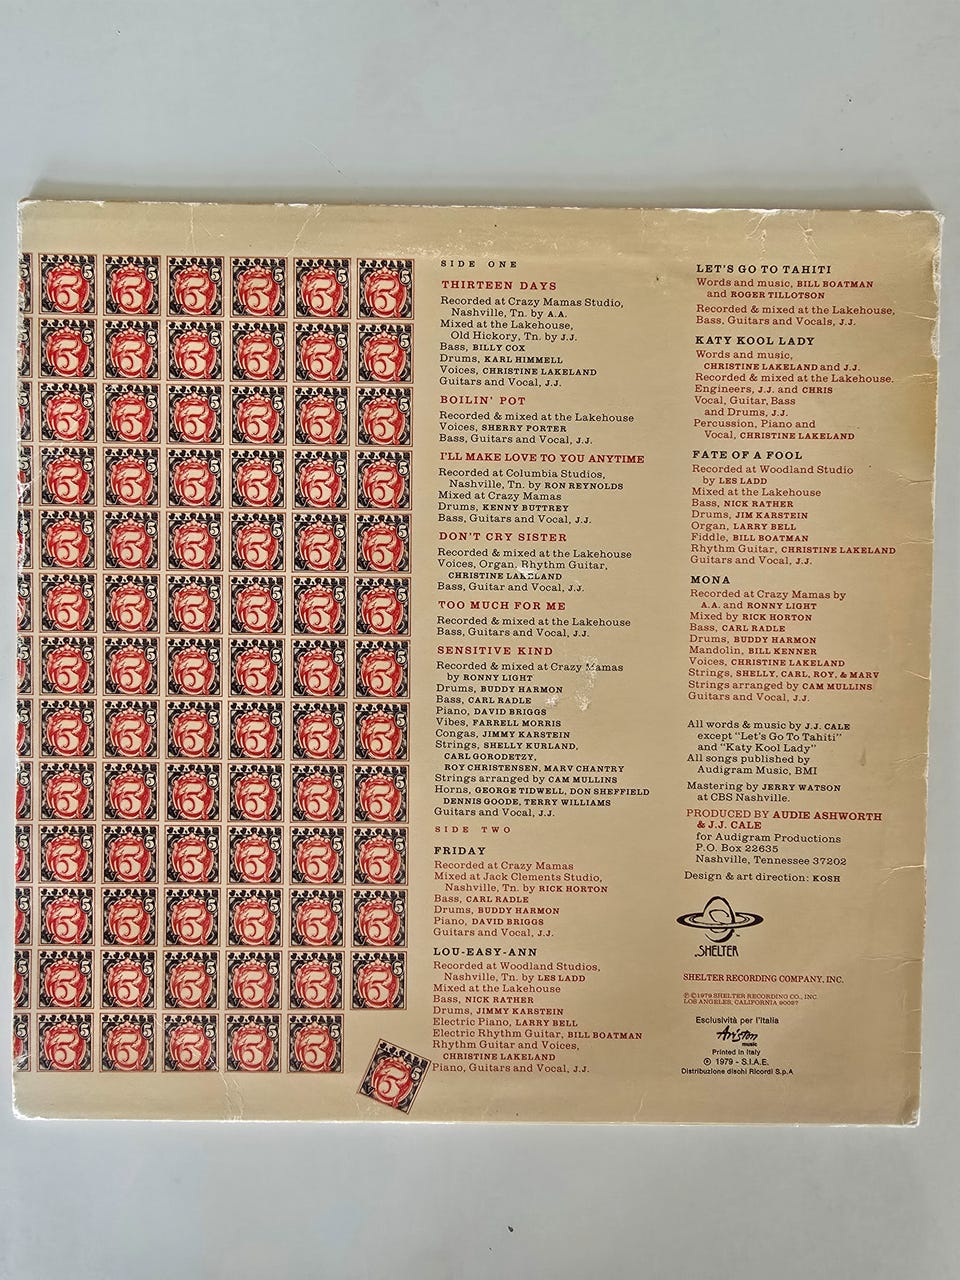 SIDE ONE
THIRTEEN DAYS
Recorded at Crazy Mamas Studio,
Nashville, Tn. by A.A.
Mixed at the Lakehouse,
Old Hickory, Tn. by J.J.
Bass, BILLY COX
Drums, KARL HIMMELL
Voices, CHRISTINE LAKELAND
Guitars and Vocal, J.J.
BOILIN' POT
Recorded & mixed at the Lakehouse
Voices, SHERRY PORTER
Bass, Guitars and Vocal, J.J.
I'LL MAKE LOVE TO YOU ANYTIME
Recorded at Columbia Studios,
Nashville, Tn. by RON REYNOLDS
Mixed at Crazy Mamas
Drums, KENNY BUTTREY
Bass, Guitars and Vocal, J.J.
DON'T CRY SISTER
Recorded & mixed at the Lakehouse
Voices, Organ, Rhythm Guitar,
CHRISTINE LAKELAND
Bass, Guitar and Vocal, J.J.
TOO MUCH FOR ME
Recorded & mixed at the Lakehouse
Bass, Guitars and Vocal, J.J.
SENSITIVE KIND
Recorded & mixed at Crazy Mamas
by RONNY LIGHT
Drums, BUDDY HARMON
Bass, CARL RADLE
Piano, DAVID BRIGGS
Vibes, FARRELL MORRIS
Congas, JIMMY KARSTEIN
Strings, SHELLY KURLAND,
CARL GORODETZY,
ROY CHRISTENSEN, MARV CHANTRY
Strings arranged by CAM MULLINS
Horns, GEORGE TIDWELL, DON SHEFFIELD
DENNIS GOODE, TERRY WILLIAMS
Guitars and Vocal, J.J.
SIDE TWO
FRIDAY
Recorded at Crazy Mamas
Mixed at Jack Clements Studio,
Nashville, Tn. by RICK HORTON
Bass, CARL RADLE
Drums, BUDDY HARMON
Piano, DAVID BRIGGS
Guitars and Vocal, J.J.
LOU-EASY-ANN
Recorded at Woodland Studios,
Nashville, Tn. by LES LADD
Mixed at the Lakehouse
Bass, NICK RATHER
Drums, JIMMY KARSTEIN
Electric Piano, LARRY BELL
Electric Rhythm Guitar, BILL BOATMAN
Rhythm Guitar and Voices,
CHRISTINE LAKELAND
Piano, Guitars and Vocal, J.J.
LET'S GO TO TAHITI
Words and music, BILL BOATMAN
and ROGER TILLOTSON
Recorded & mixed at the Lakehouse,
Bass, Guitars and Vocals, J.J.
KATY KOOL LADY
Words and music,
CHRISTINE LAKELAND and J.J.
Recorded & mixed at the Lakehouse.
Engineers, J.J. and CHRIS
Vocal, Guitar, Bass
and Drums, J.J.
Percussion, Piano and
Vocal, CHRISTINE LAKELAND
FATE OF A FOOL
Recorded at Woodland Studio
by LES LADD
Mixed at the Lakehouse
Bass, NICK RATHER
Drums, JIM KARSTEIN
Organ, LARRY BELL
Fiddle, BILL BOATMAN
Rhythm Guitar, CHRISTINE LAKELAND
Guitars and Vocal, J.J.
MONA
Recorded at Crazy Mamas by
A.A. and RONNY LIGHT
Mixed by RICK HORTON
Bass, CARL RADLE
Drums, BUDDY HARMON
Mandolin, BILL KENNER
Voices, CHRISTINE LAKELAND
Strings, SHELLY, CARL, ROY, & MARV
Strings arranged by CAM MULLINS
Guitars and Vocal, J.J.
All words & music by J.J. CALE
except "Let's Go To Tahiti"
and "Katy Kool Lady"
All songs published by
Audigram Music, BMI
Mastering by JERRY WATSON
at CBS Nashville.
PRODUCED BY AUDIE ASHWORTH
& J.J. CALE
for Audigram Productions
P.O. Box 22635
Nashville, Tennessee 37202
Design & art direction: KOSH
SHELTER
SHELTER RECORDING COMPANY, INC.
℗©1979 SHELTER RECORDING CO., INC.
LOS ANGELES, CALIFORNIA 90027
Esclusività per l'Italia
Ariston
music
Printed in Italy
℗ 1979 - S.I.A.E.
Distribuzione dischi Ricordi S.p.A
J.J. CALE
5
5